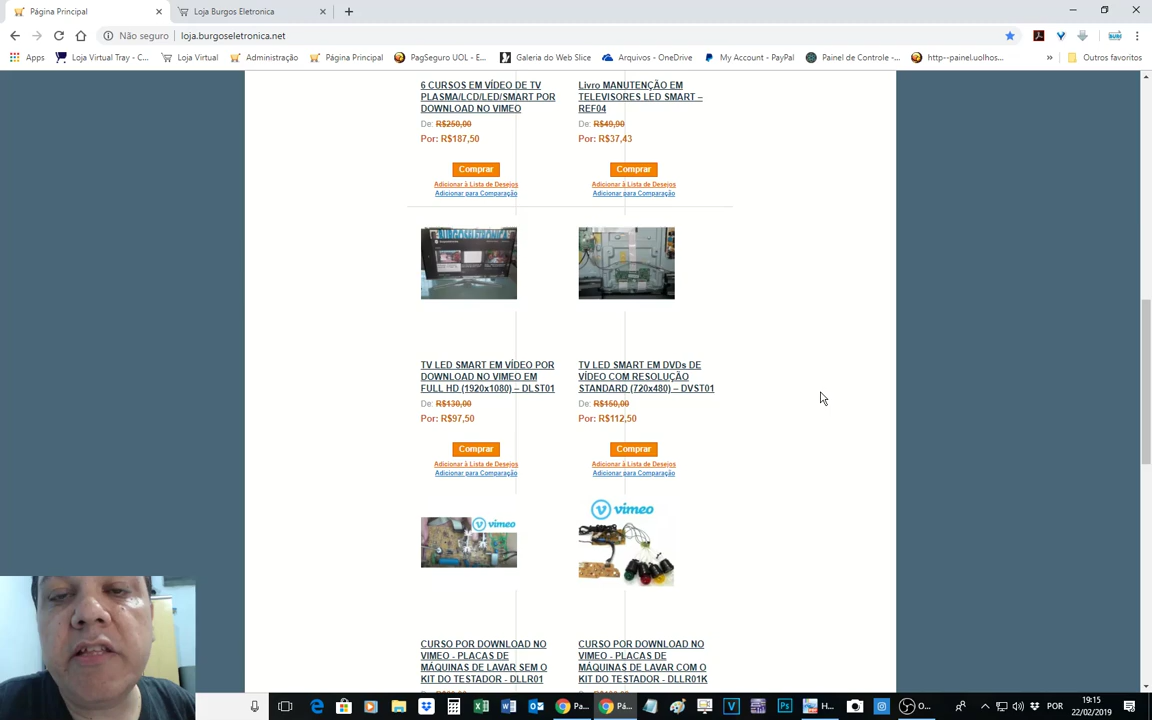 Página Principal
Loja Burgos Eletronica
Não seguro
loja.burgoseletronica.net
Apps
Loja Virtual Tray - C...
Loja Virtual
Administração
Página Principal
PagSeguro UOL - E...
Galeria do Web Slice
Arquivos - OneDrive
My Account - PayPal
Painel de Controle -...
http--painel.uolhos...
»
Outros favoritos
6 CURSOS EM VÍDEO DE TV
PLASMA/LCD/LED/SMART POR
DOWNLOAD NO VIMEO
De: R$250,00
Por: R$187,50
Comprar
Adicionar à Lista de Desejos
Adicionar para Comparação
Livro MANUTENÇÃO EM
TELEVISORES LED SMART –
REF04
De: R$49,90
Por: R$37,43
Comprar
Adicionar à Lista de Desejos
Adicionar para Comparação
TV LED SMART EM VÍDEO POR
DOWNLOAD NO VIMEO EM
FULL HD (1920x1080) – DLST01
De: R$130,00
Por: R$97,50
Comprar
Adicionar à Lista de Desejos
Adicionar para Comparação
TV LED SMART EM DVDs DE
VÍDEO COM RESOLUÇÃO
STANDARD (720x480) – DVST01
De: R$150,00
Por: R$112,50
Comprar
Adicionar à Lista de Desejos
Adicionar para Comparação
vimeo
vimeo
CURSO POR DOWNLOAD NO
VIMEO - PLACAS DE
MÁQUINAS DE LAVAR SEM O
KIT DO TESTADOR - DLLR01
CURSO POR DOWNLOAD NO
VIMEO - PLACAS DE
MÁQUINAS DE LAVAR COM O
KIT DO TESTADOR - DLLR01K
Pa...
Pá...
H...
O...
POR
19:15
22/02/2019